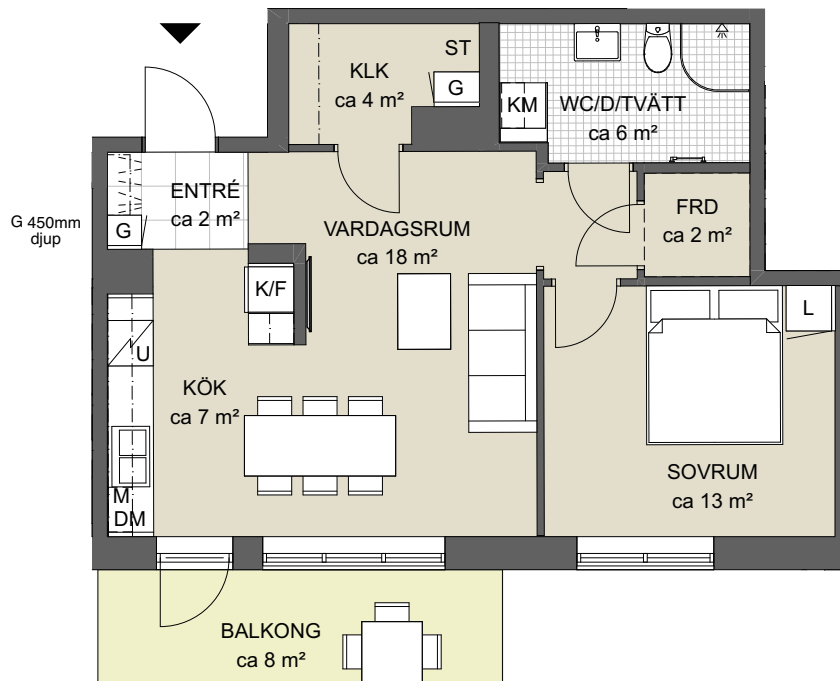 ST
KLK
ca 4 m²
G
KM
WC/D/TVÄTT
ca 6 m²
ENTRÉ
ca 2 m²
G 450mm
djup
G
VARDAGSRUM
ca 18 m²
FRD
ca 2 m²
K/F
L
U
KÖK
ca 7 m²
SOVRUM
ca 13 m²
M
DM
BALKONG
ca 8 m²